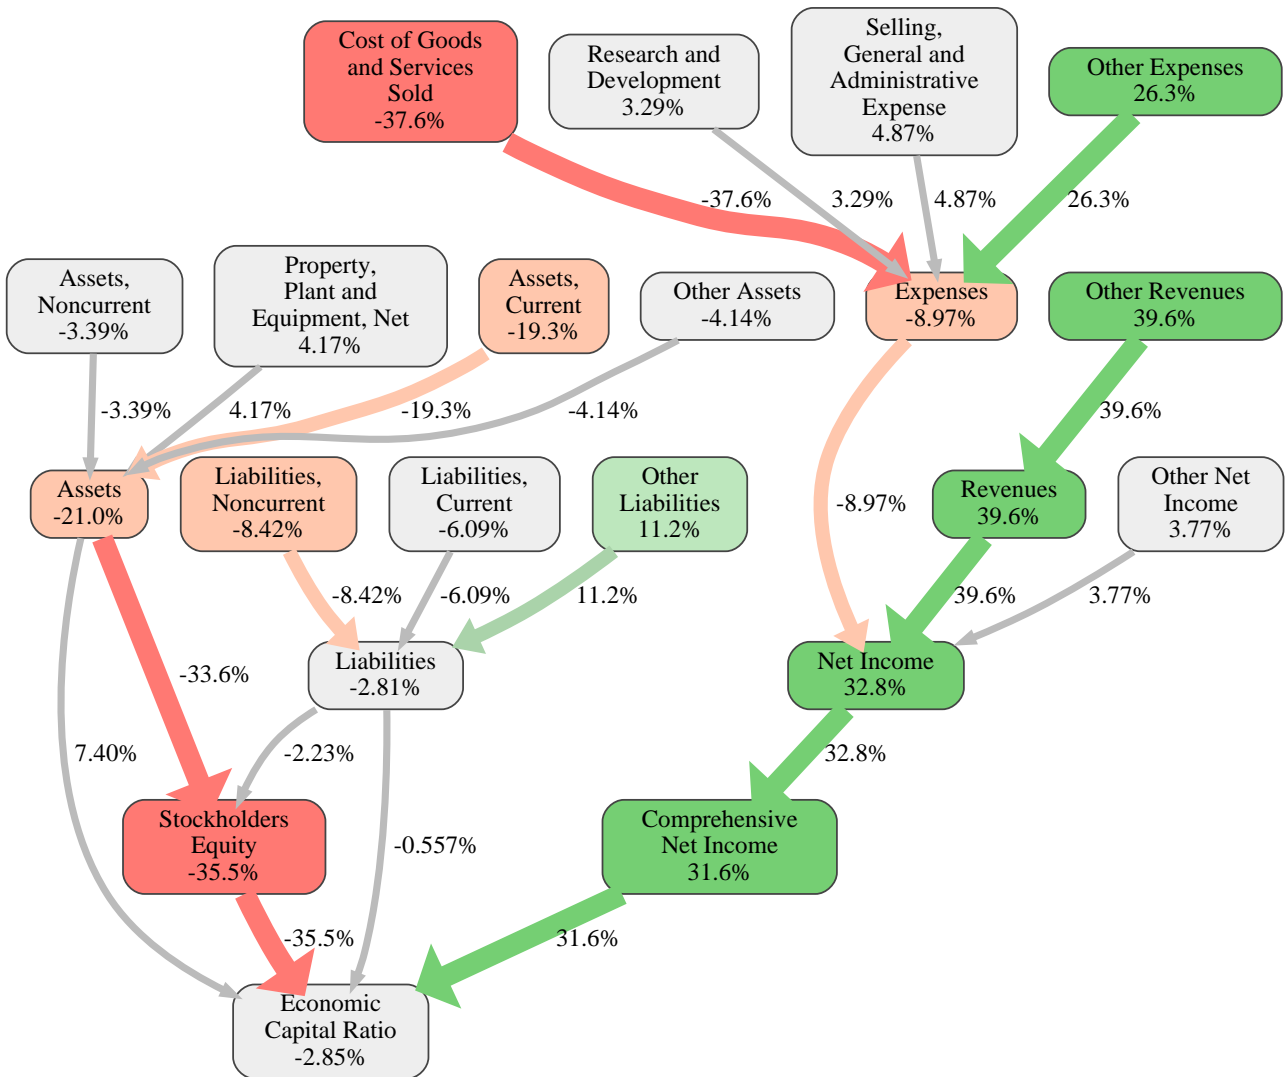 Cost of Goods
and Services
Sold
-37.6%
Research and
Development
3.29%
Selling,
General and
Administrative
Expense
4.87%
Other Expenses
26.3%
-37.6%
3.29%
4.87%
26.3%
Assets,
Noncurrent
-3.39%
Property,
Plant and
Equipment, Net
4.17%
Assets,
Current
-19.3%
Other Assets
-4.14%
Expenses
-8.97%
Other Revenues
39.6%
-3.39%
4.17%
-19.3%
-4.14%
39.6%
Assets
-21.0%
Liabilities,
Noncurrent
-8.42%
Liabilities,
Current
-6.09%
Other
Liabilities
11.2%
-8.97%
Revenues
39.6%
Other Net
Income
3.77%
-8.42%
-6.09%
11.2%
39.6%
3.77%
-33.6%
Liabilities
-2.81%
Net Income
32.8%
7.40%
-2.23%
32.8%
Stockholders
Equity
-35.5%
-0.557%
Comprehensive
Net Income
31.6%
-35.5%
31.6%
Economic
Capital Ratio
-2.85%